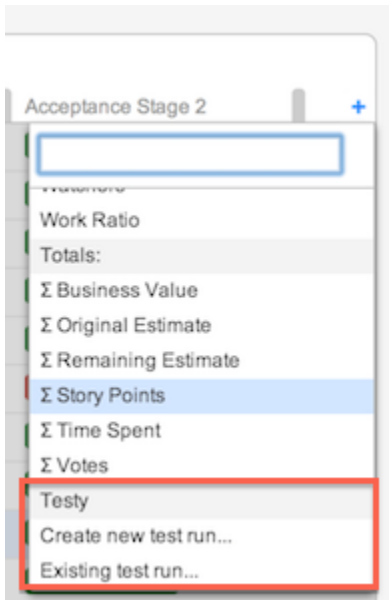 Acceptance Stage 2
+
Work Ratio
Totals:
Σ Business Value
Σ Original Estimate
Σ Remaining Estimate
Σ Story Points
Σ Time Spent
Σ Votes
Testy
Create new test run...
Existing test run...